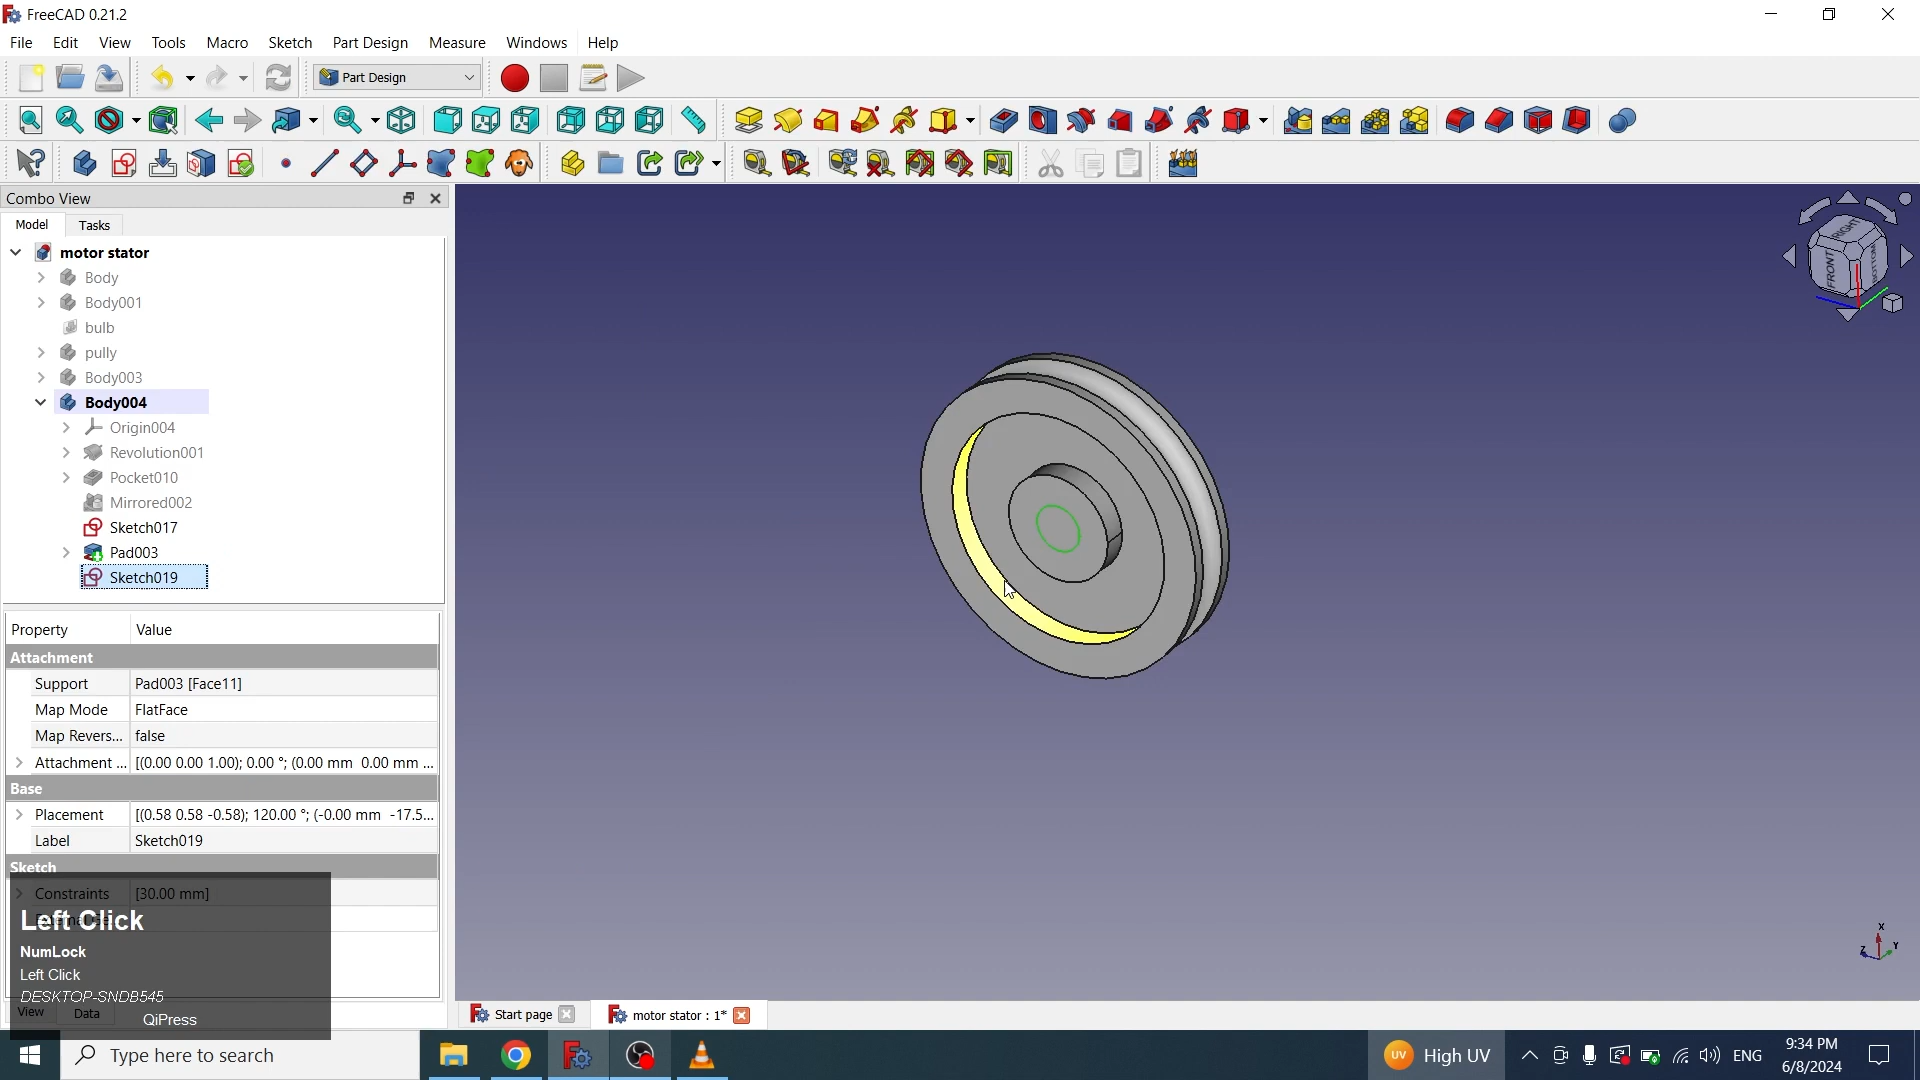 FreeCAD 0.21.2
File Edit View Tools Macro Sketch Part Design Measure Windows Help
Part Design
Combo View
Model Tasks
motor stator
Body
Body001
bulb
pully
Body003
Body004
Origin004
Revolution001
Pocket010
Mirrored002
Sketch017
Pad003
Sketch019
Property Value
Attachment
Support Pad003 [Face11]
Map Mode FlatFace
Map Revers... false
Attachment ... [(0.00 0.00 1.00); 0.00 °; (0.00 mm 0.00 mm ...
Base
Placement [(0.58 0.58 -0.58); 120.00 °; (-0.00 mm -17.5...
Label Sketch019
Sketch
Constraints [30.00 mm]
Left Click
NumLock
Left Click
DESKTOP-SNDB545
QiPress
View Data
FRONT
RIGHT
BOTTOM
X
Y
Z
Start page
motor stator : 1*
Type here to search
UV High UV
ENG
9:34 PM
6/8/2024